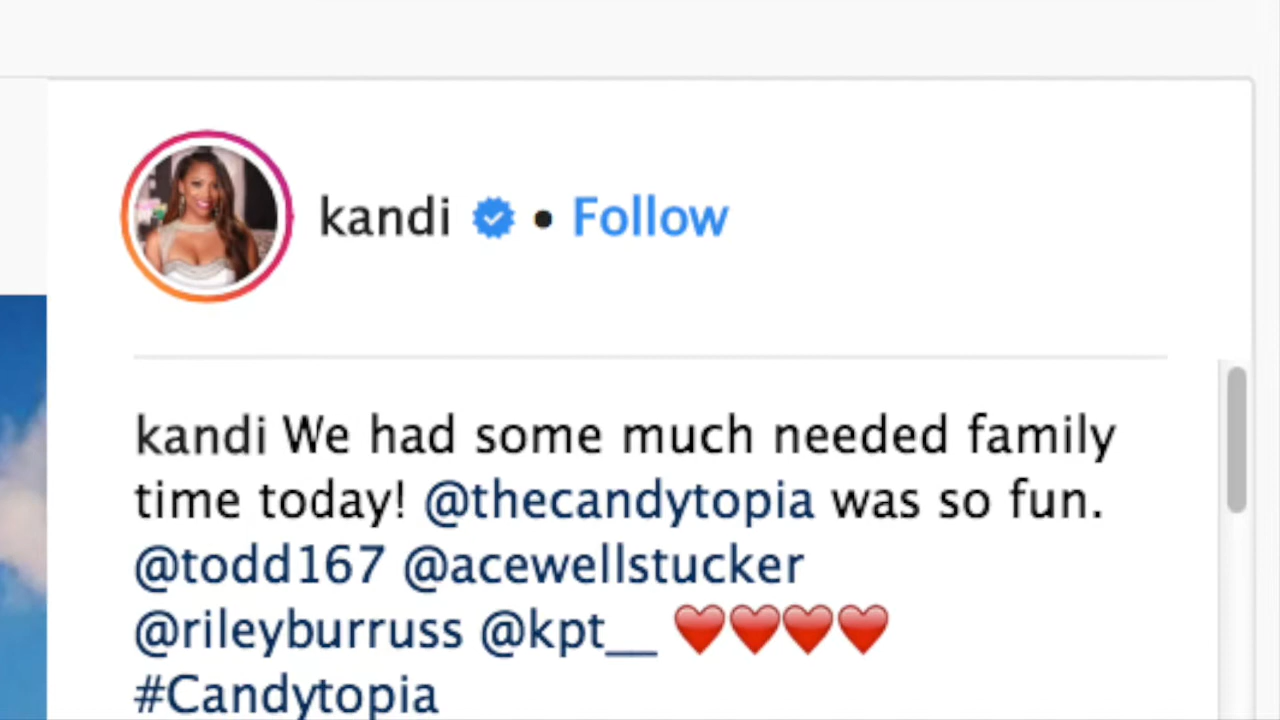 kandi • Follow
kandi We had some much needed family
time today! @thecandytopia was so fun.
@todd167 @acewellstucker
@rileyburruss @kpt__ ❤️❤️❤️❤️
#Candytopia